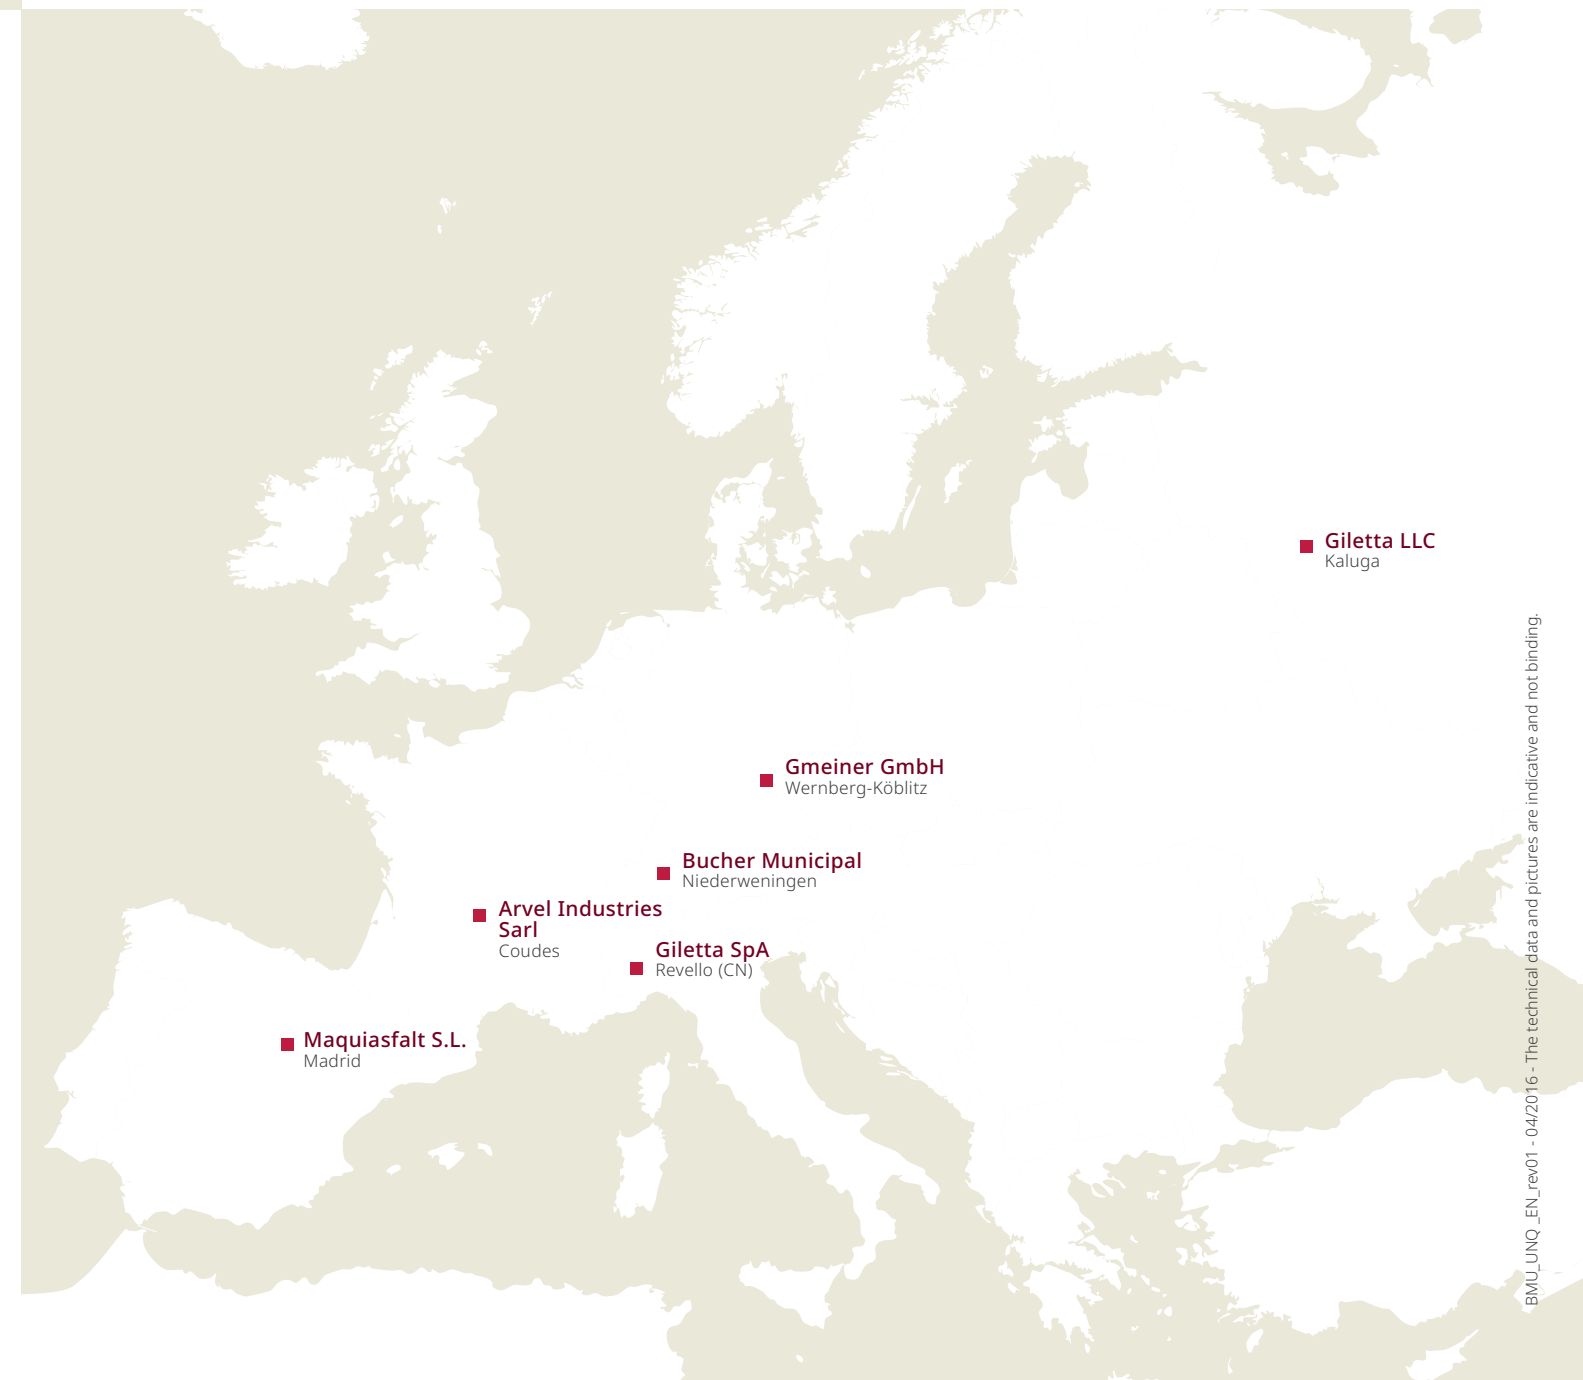 Giletta LLC
Kaluga
Gmeiner GmbH
Wernberg-Köblitz
Bucher Municipal
Niederweningen
Arvel Industries
Sarl
Coudes
Giletta SpA
Revello (CN)
Maquiasfalt S.L.
Madrid
BMU_UNQ _EN_rev01 - 04/2016 - The technical data and pictures are indicative and not binding.